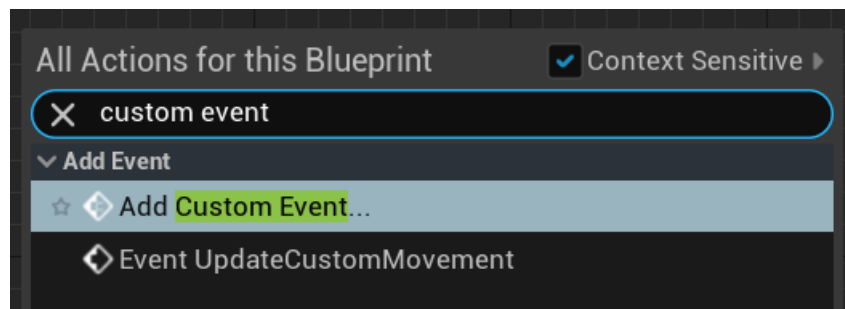 All Actions for this Blueprint Context Sensitive
custom event
Add Event
Add Custom Event...
Event UpdateCustomMovement